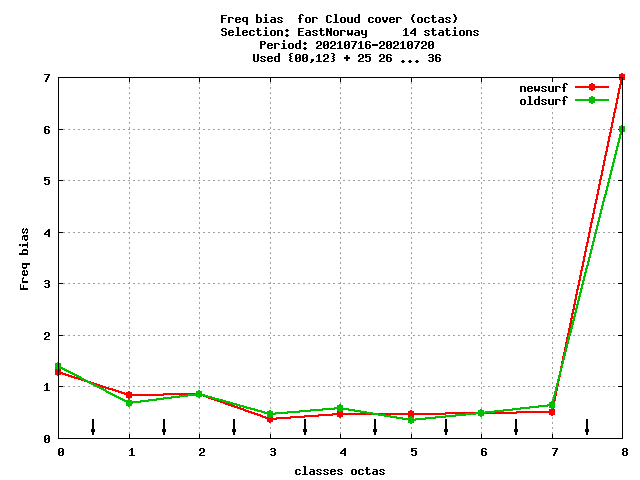 Freq bias  for Cloud cover (octas)
Selection: EastNorway     14 stations
Period: 20210716-20210720
Used {00,12} + 25 26 ... 36
newsurf
oldsurf
7
6
5
4
3
2
1
0
Freq bias
0 1 2 3 4 5 6 7 8
classes octas